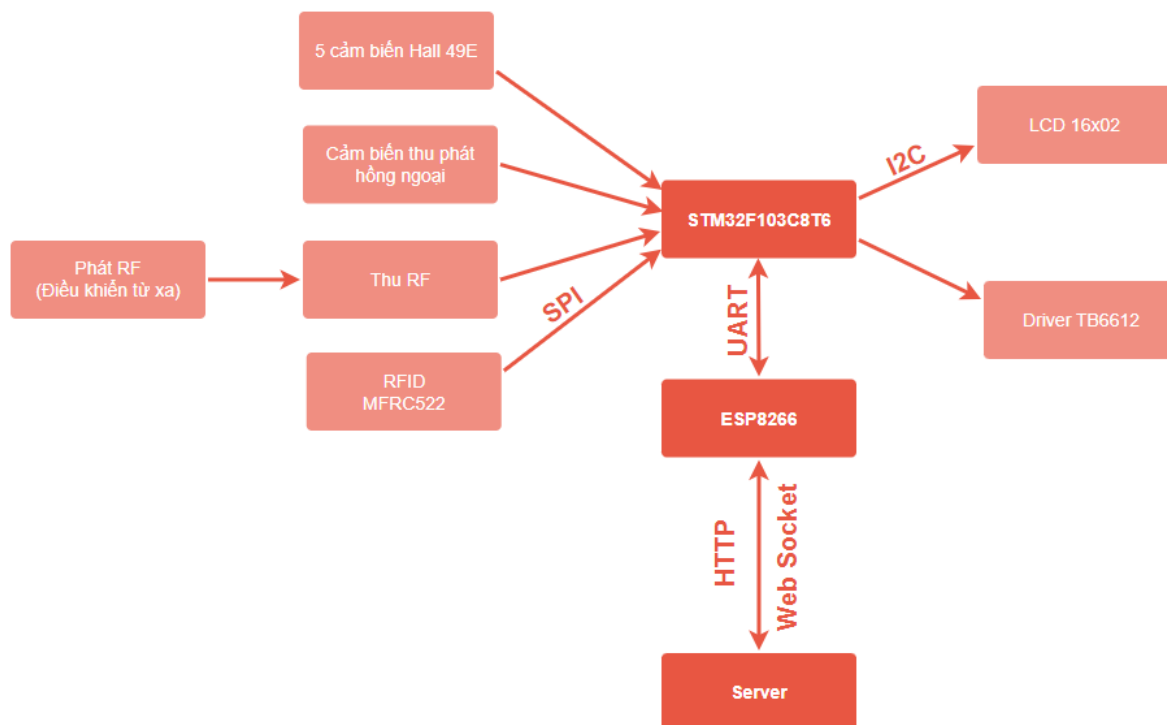 5 cảm biến Hall 49E
Cảm biến thu phát
hồng ngoại
Phát RF
(Điều khiển từ xa)
Thu RF
RFID
MFRC522
SPI
STM32F103C8T6
I2C
LCD 16x02
Driver TB6612
UART
ESP8266
HTTP
Web Socket
Server